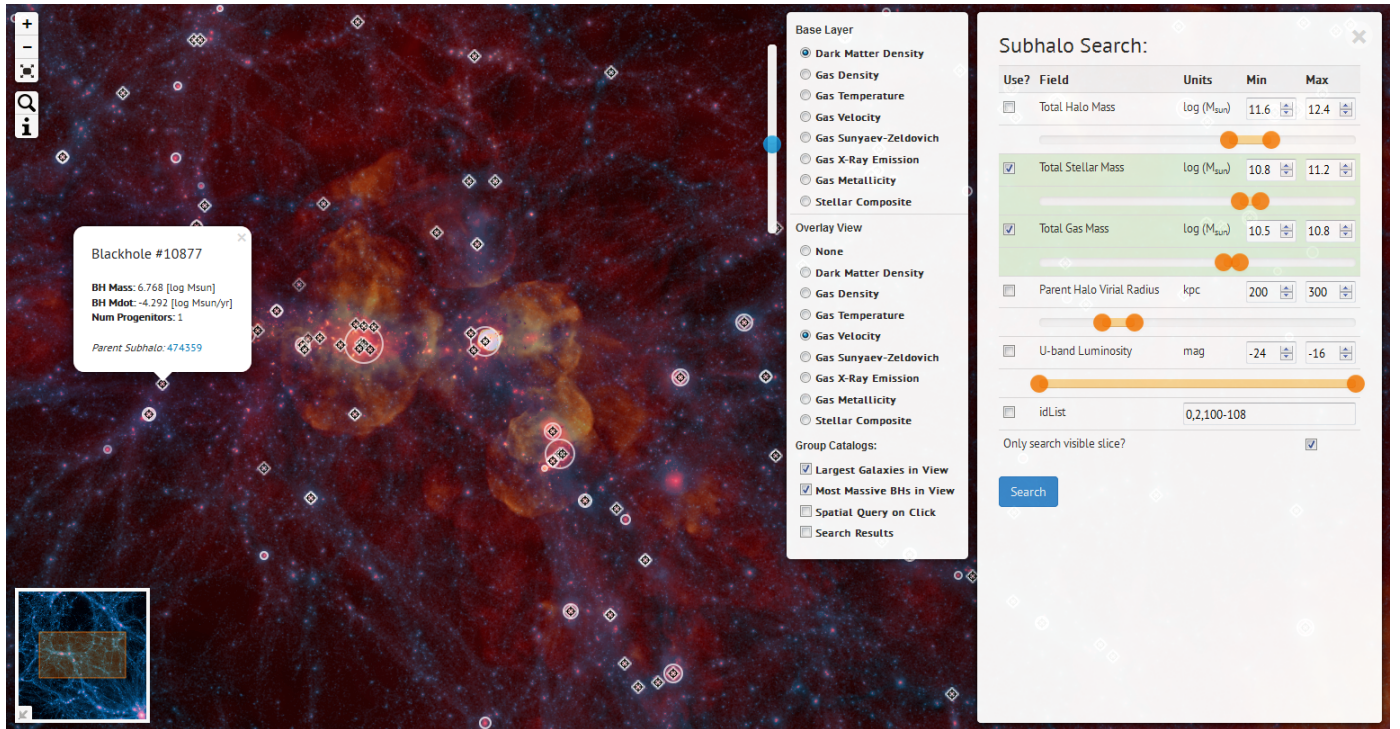 +
−
Blackhole #10877
BH Mass: 6.768 [log Msun]
BH Mdot: -4.292 [log Msun/yr]
Num Progenitors: 1
Parent Subhalo: 474359
Base Layer
Dark Matter Density
Gas Density
Gas Temperature
Gas Velocity
Gas Sunyaev-Zeldovich
Gas X-Ray Emission
Gas Metallicity
Stellar Composite
Overlay View
None
Dark Matter Density
Gas Density
Gas Temperature
Gas Velocity
Gas Sunyaev-Zeldovich
Gas X-Ray Emission
Gas Metallicity
Stellar Composite
Group Catalogs:
Largest Galaxies in View
Most Massive BHs in View
Spatial Query on Click
Search Results
Subhalo Search:
Use? Field Units Min Max
Total Halo Mass log (Msun) 11.6 12.4
Total Stellar Mass log (Msun) 10.8 11.2
Total Gas Mass log (Msun) 10.5 10.8
Parent Halo Virial Radius kpc 200 300
U-band Luminosity mag -24 -16
idList 0,2,100-108
Only search visible slice?
Search